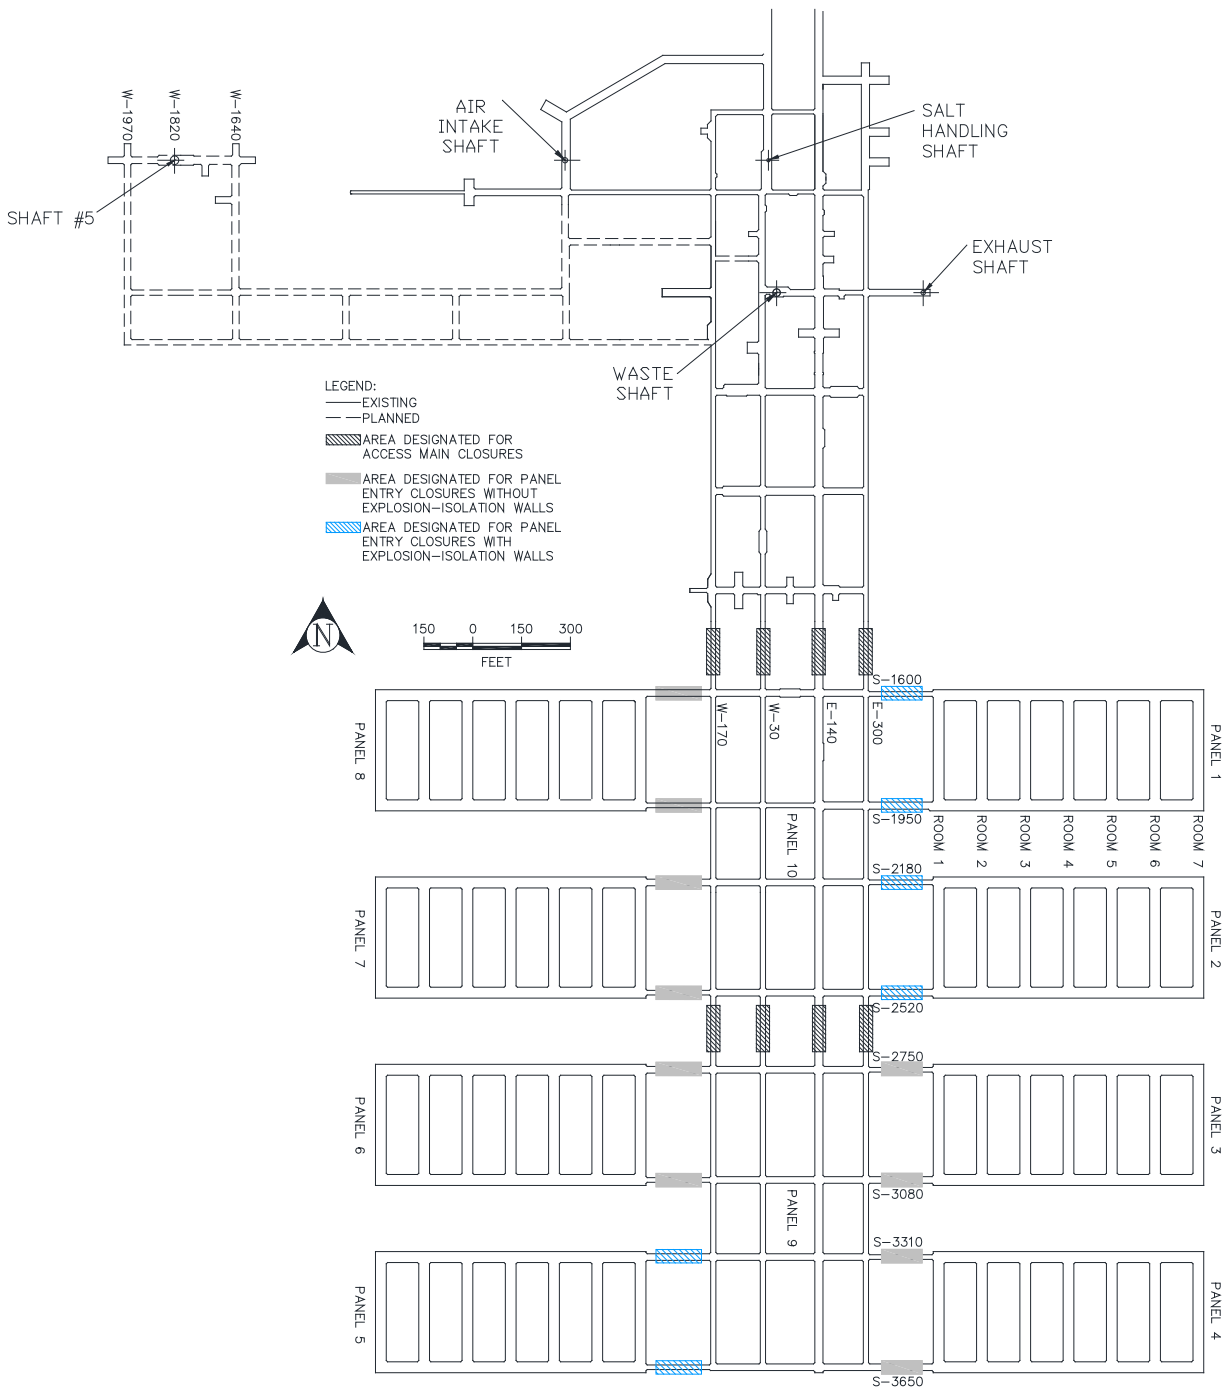 W-1970
W-1820
W-1640
SHAFT #5
AIR
INTAKE
SHAFT
SALT
HANDLING
SHAFT
EXHAUST
SHAFT
WASTE
SHAFT
LEGEND:
EXISTING
PLANNED
AREA DESIGNATED FOR
ACCESS MAIN CLOSURES
AREA DESIGNATED FOR PANEL
ENTRY CLOSURES WITHOUT
EXPLOSION-ISOLATION WALLS
AREA DESIGNATED FOR PANEL
ENTRY CLOSURES WITH
EXPLOSION-ISOLATION WALLS
N
150 0 150 300
FEET
S-1600
W-170
W-30
E-140
E-300
PANEL 8
PANEL 1
S-1950
PANEL 10
ROOM 1
ROOM 2
ROOM 3
ROOM 4
ROOM 5
ROOM 6
ROOM 7
S-2180
PANEL 7
PANEL 2
S-2520
S-2750
PANEL 6
PANEL 3
S-3080
PANEL 9
S-3310
PANEL 5
PANEL 4
S-3650